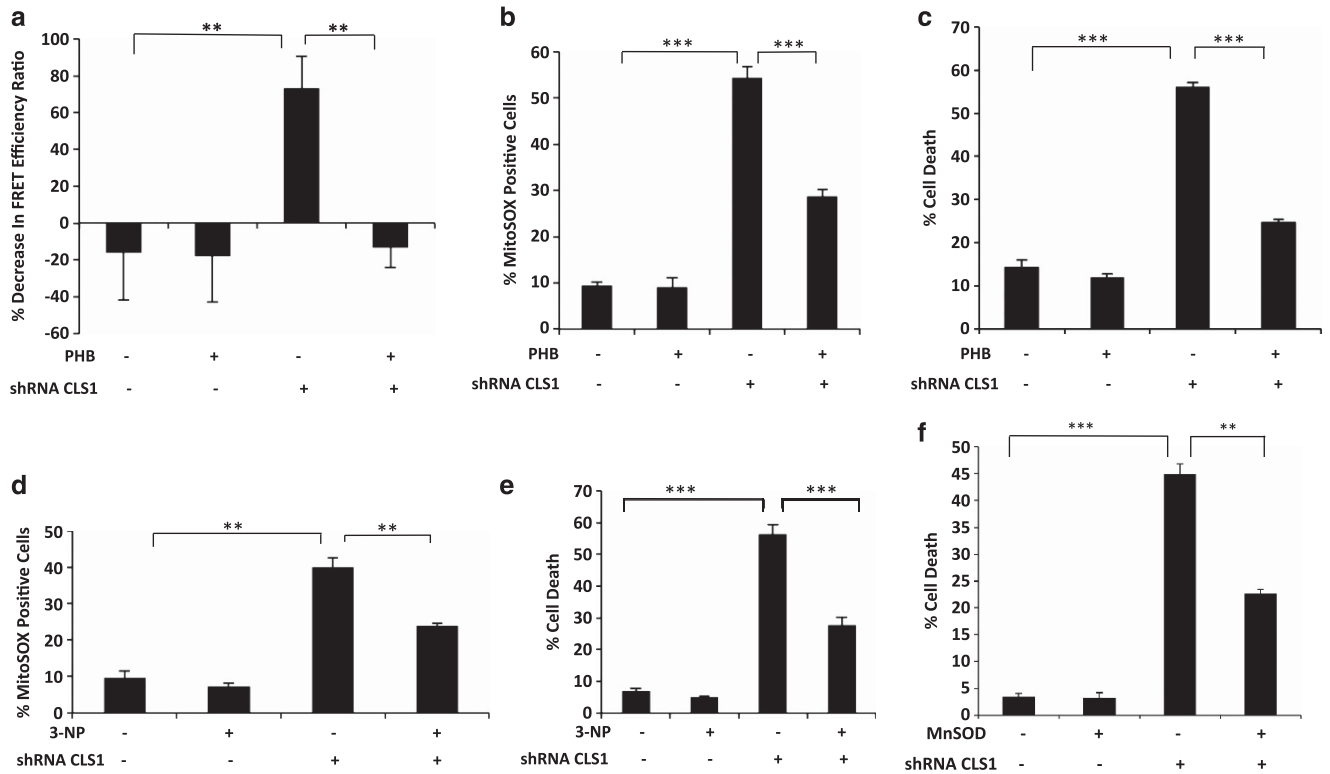 a
** **
% Decrease In FRET Efficiency Ratio
100
80
60
40
20
0
-20
-40
-60
PHB - + - +
shRNA CLS1 - - + +
b
*** ***
% MitoSOX Positive Cells
60
50
40
30
20
10
0
PHB - + - +
shRNA CLS1 - - + +
c
*** ***
% Cell Death
70
60
50
40
30
20
10
0
PHB - + - +
shRNA CLS1 - - + +
d
** **
% MitoSOX Positive Cells
50
40
30
20
10
0
3-NP - + - +
shRNA CLS1 - - + +
e
*** ***
% Cell Death
70
60
50
40
30
20
10
0
3-NP - + - +
shRNA CLS1 - - + +
f
*** **
% Cell Death
50
45
40
35
30
25
20
15
10
5
0
MnSOD - + - +
shRNA CLS1 - - + +